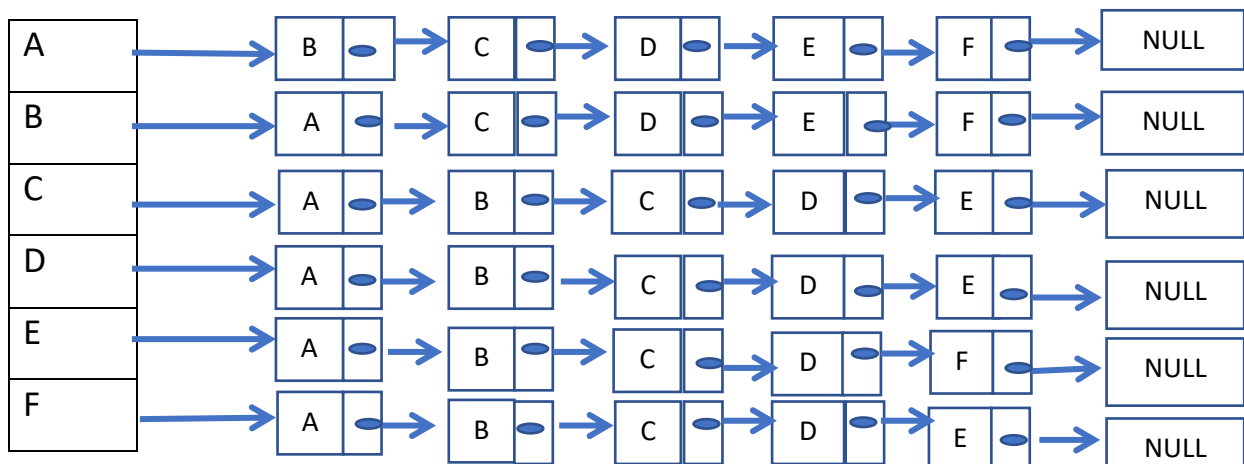 A B C D E F NULL
B A C D E F NULL
C A B C D E NULL
D A B C D E NULL
E A B C D F NULL
F A B C D E NULL